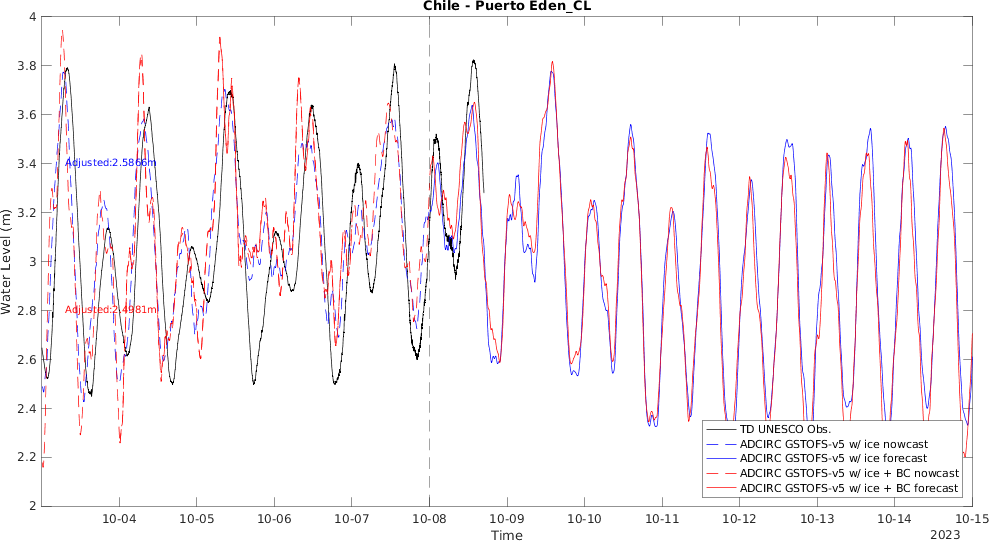 Chile - Puerto Eden_CL
Water Level (m)
4
3.8
3.6
3.4
3.2
3
2.8
2.6
2.4
2.2
2
Adjusted:2.5866m
Adjusted:2.4981m
TD UNESCO Obs.
ADCIRC GSTOFS-v5 w/ ice nowcast
ADCIRC GSTOFS-v5 w/ ice forecast
ADCIRC GSTOFS-v5 w/ ice + BC nowcast
ADCIRC GSTOFS-v5 w/ ice + BC forecast
10-04 10-05 10-06 10-07 10-08 10-09 10-10 10-11 10-12 10-13 10-14 10-15
Time
2023